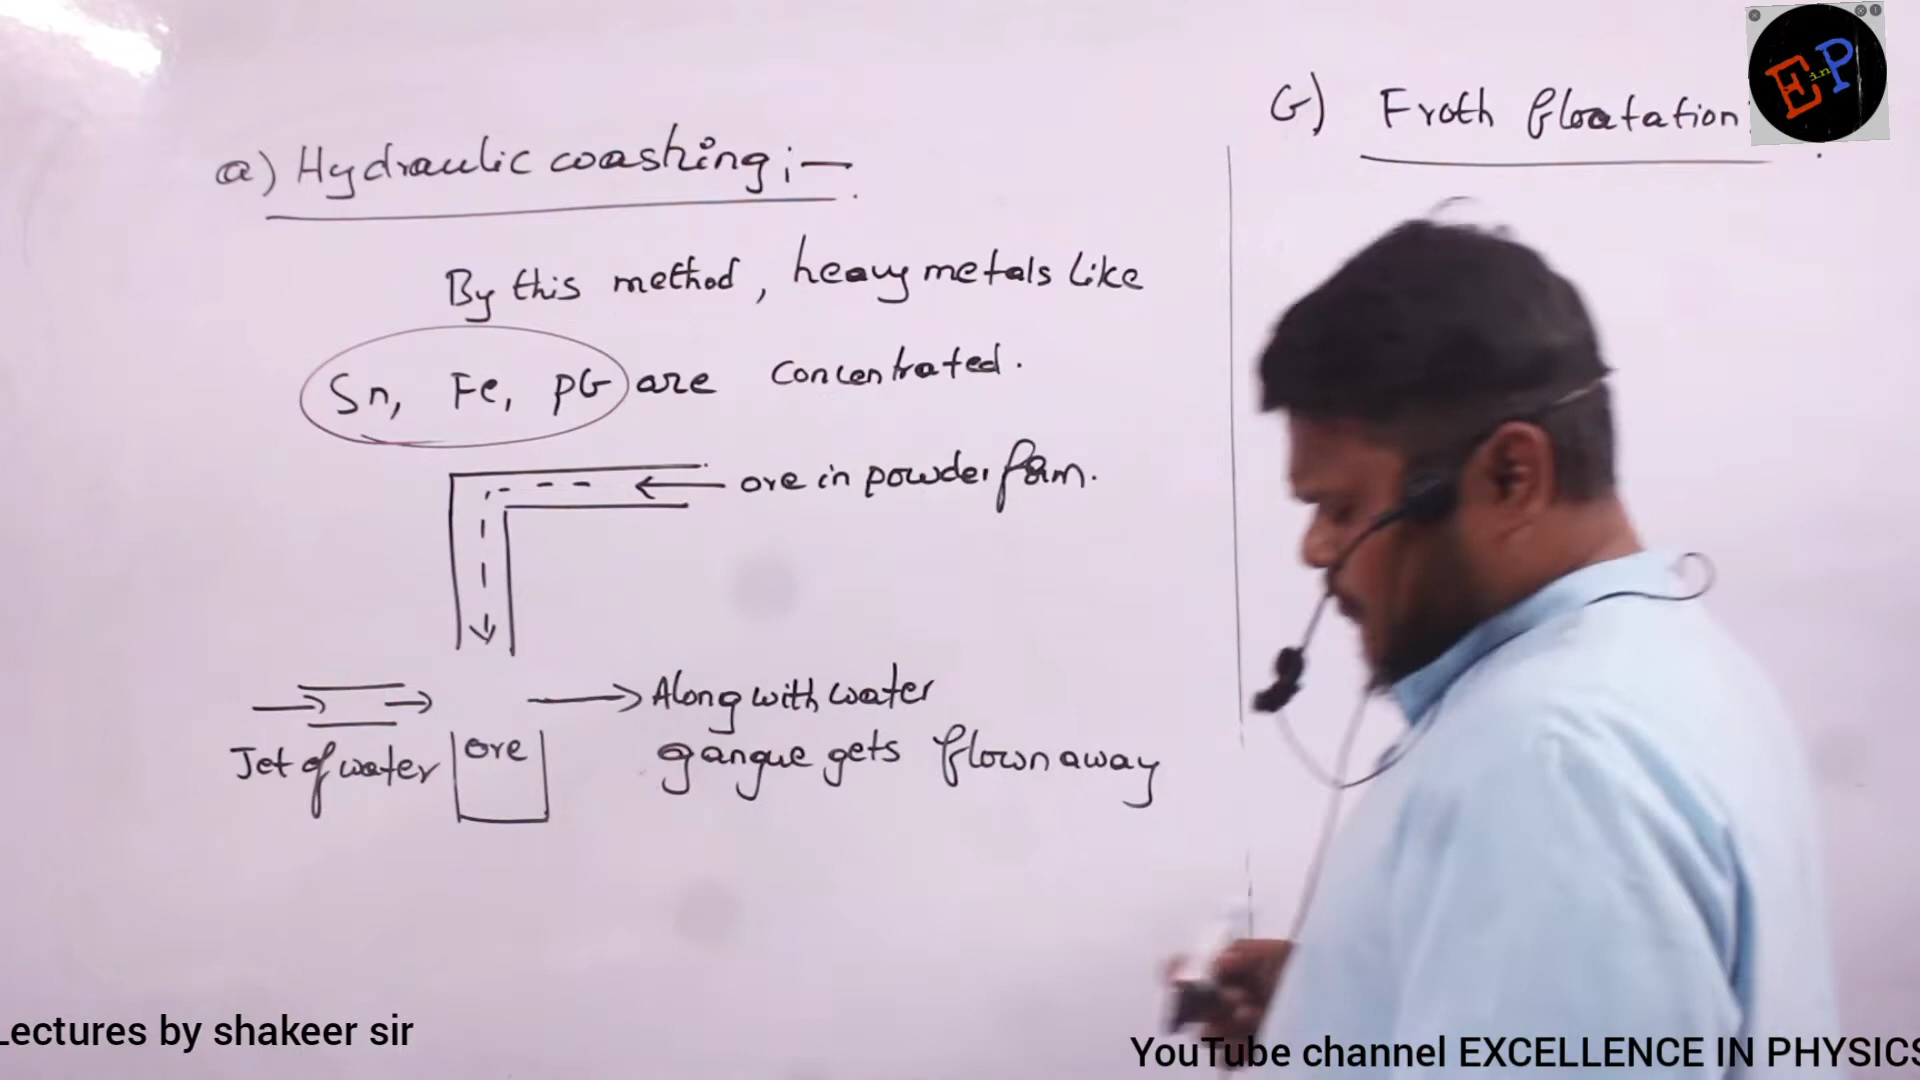 a) Hydraulic washing :-
By this method, heavy metals like
Sn, Fe, Pb are concentrated.
ore in powder form.
Along with water
gangue gets flown away
Jet of water
ore
b) Froth floatation
E in P
Lectures by shakeer sir
YouTube channel EXCELLENCE IN PHYSICS